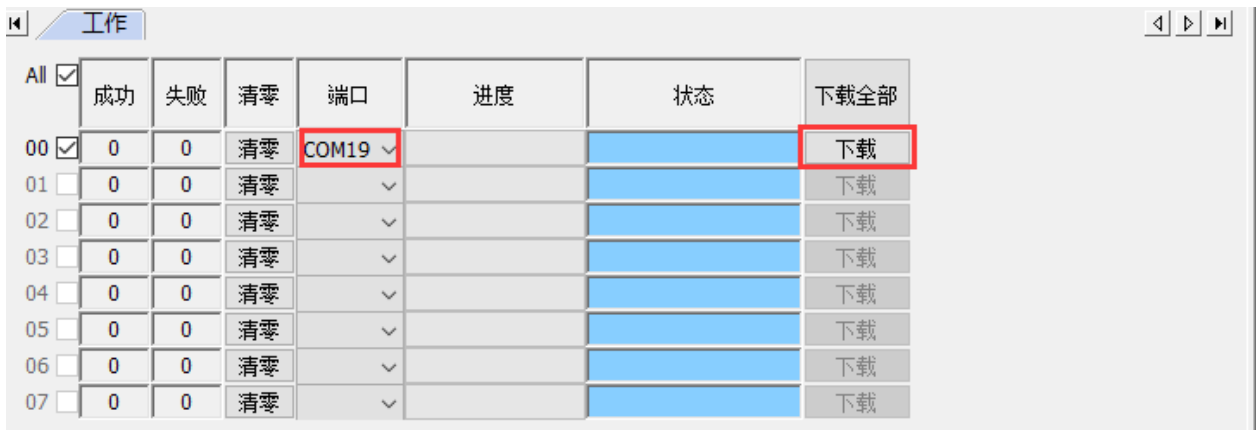 工作
All 成功 失败 清零 端口 进度 状态 下载全部
00 0 0 清零 COM19 下载
01 0 0 清零 下载
02 0 0 清零 下载
03 0 0 清零 下载
04 0 0 清零 下载
05 0 0 清零 下载
06 0 0 清零 下载
07 0 0 清零 下载